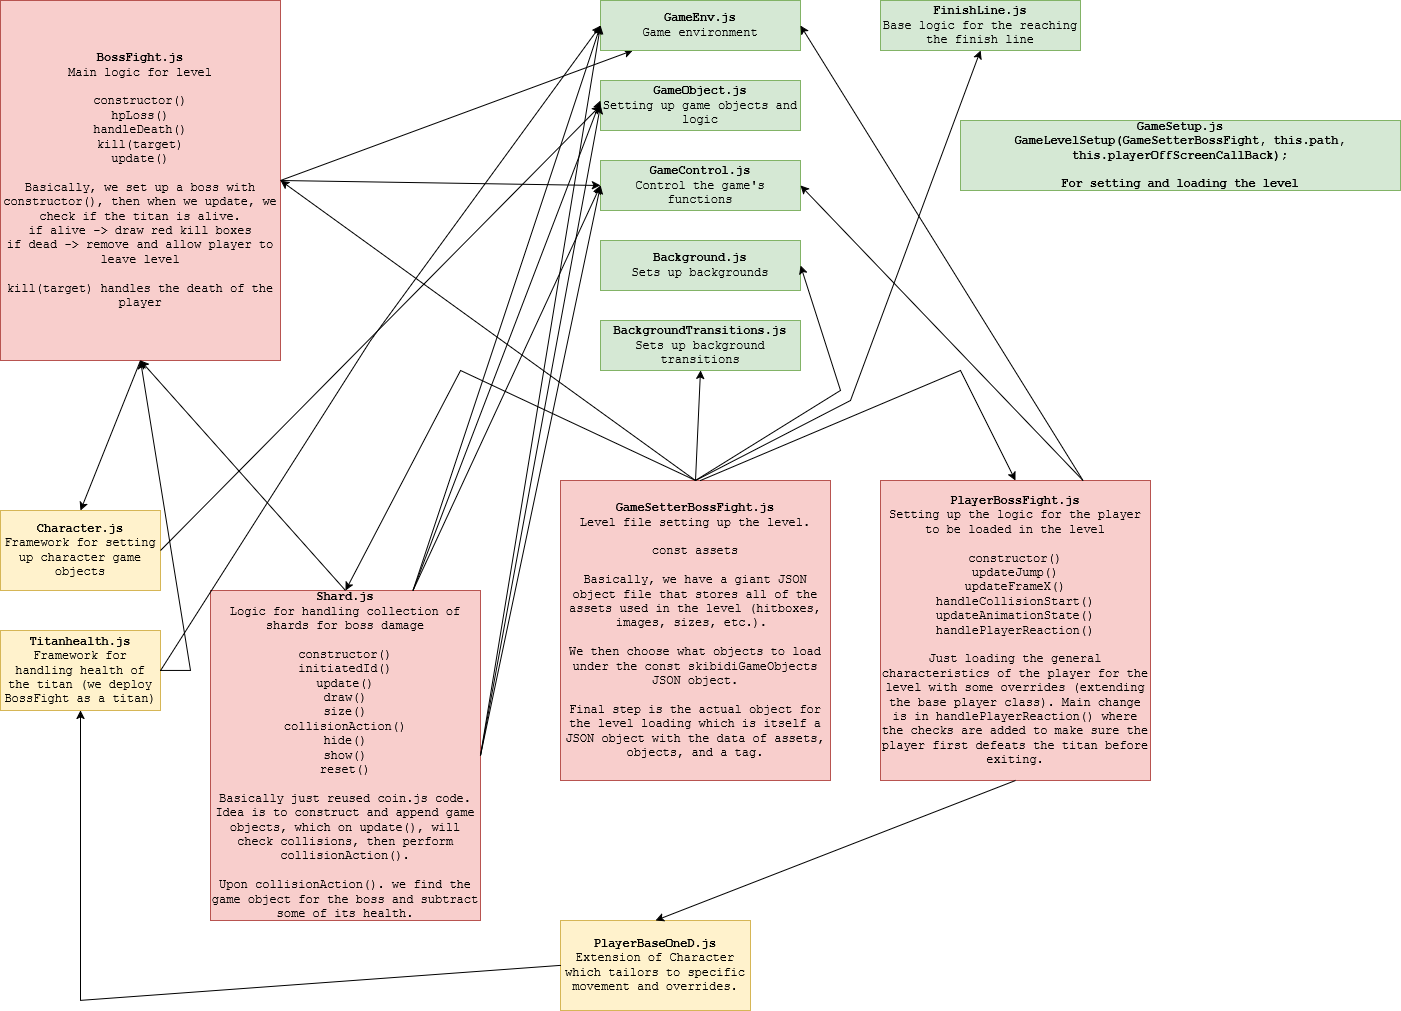 BossFight.js
Main logic for level
constructor()
hpLoss()
handleDeath()
kill(target)
update()
Basically, we set up a boss with
constructor(), then when we update, we
check if the titan is alive.
if alive -> draw red kill boxes
if dead -> remove and allow player to
leave level
kill(target) handles the death of the
player
GameEnv.js
Game environment
FinishLine.js
Base logic for the reaching
the finish line
GameObject.js
Setting up game objects and
logic
GameSetup.js
GameLevelSetup(GameSetterBossFight, this.path,
this.playerOffScreenCallBack);
For setting and loading the level
GameControl.js
Control the game's
functions
Background.js
Sets up backgrounds
BackgroundTransitions.js
Sets up background
transitions
Character.js
Framework for setting
up character game
objects
Titanhealth.js
Framework for
handling health of
the titan (we deploy
BossFight as a titan)
Shard.js
Logic for handling collection of
shards for boss damage
constructor()
initiatedId()
update()
draw()
size()
collisionAction()
hide()
show()
reset()
Basically just reused coin.js code.
Idea is to construct and append game
objects, which on update(), will
check collisions, then perform
collisionAction().
Upon collisionAction(). we find the
game object for the boss and subtract
some of its health.
GameSetterBossFight.js
Level file setting up the level.
const assets
Basically, we have a giant JSON
object file that stores all of the
assets used in the level (hitboxes,
images, sizes, etc.).
We then choose what objects to load
under the const skibidiGameObjects
JSON object.
Final step is the actual object for
the level loading which is itself a
JSON object with the data of assets,
objects, and a tag.
PlayerBossFight.js
Setting up the logic for the player
to be loaded in the level
constructor()
updateJump()
updateFrameX()
handleCollisionStart()
updateAnimationState()
handlePlayerReaction()
Just loading the general
characteristics of the player for the
level with some overrides (extending
the base player class). Main change
is in handlePlayerReaction() where
the checks are added to make sure the
player first defeats the titan before
exiting.
PlayerBaseOneD.js
Extension of Character
which tailors to specific
movement and overrides.